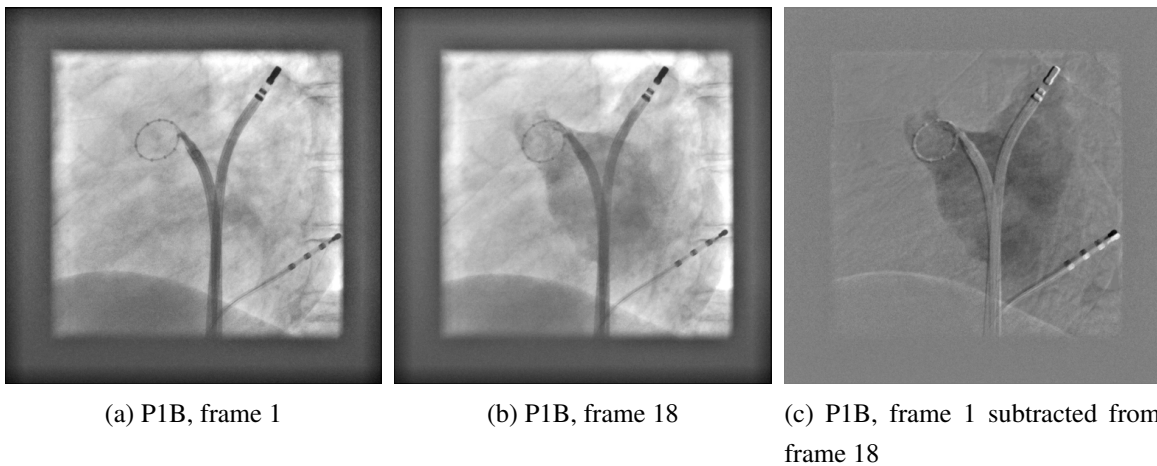 (a) P1B, frame 1
(b) P1B, frame 18
(c) P1B, frame 1 subtracted from
frame 18